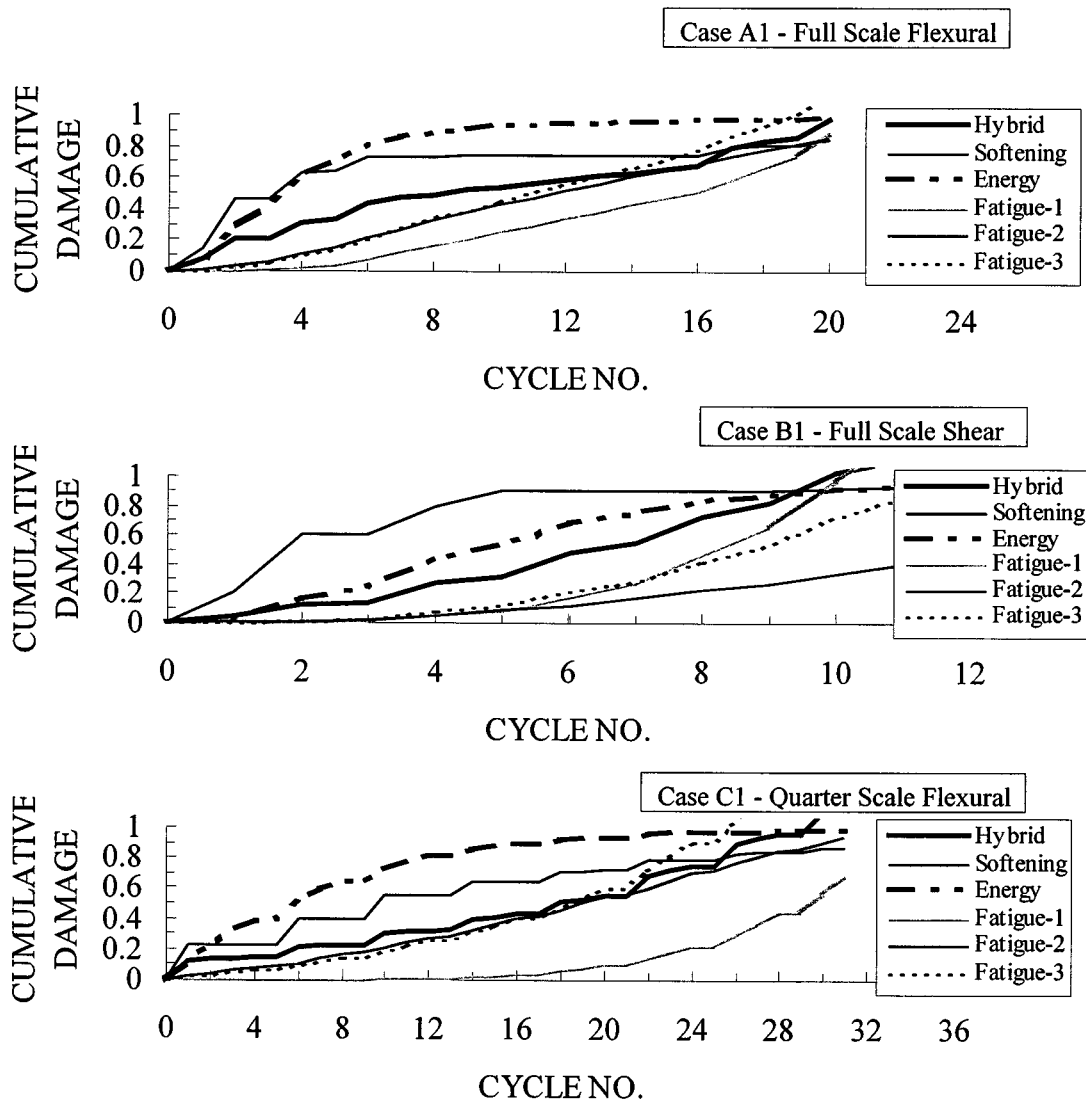 Case A1 - Full Scale Flexural
CUMULATIVE
DAMAGE
1
0.8
0.6
0.4
0.2
0
Hybrid
Softening
Energy
Fatigue-1
Fatigue-2
Fatigue-3
0 4 8 12 16 20 24
CYCLE NO.
Case B1 - Full Scale Shear
CUMULATIVE
DAMAGE
1
0.8
0.6
0.4
0.2
0
Hybrid
Softening
Energy
Fatigue-1
Fatigue-2
Fatigue-3
0 2 4 6 8 10 12
CYCLE NO.
Case C1 - Quarter Scale Flexural
CUMULATIVE
DAMAGE
1
0.8
0.6
0.4
0.2
0
Hybrid
Softening
Energy
Fatigue-1
Fatigue-2
Fatigue-3
0 4 8 12 16 20 24 28 32 36
CYCLE NO.